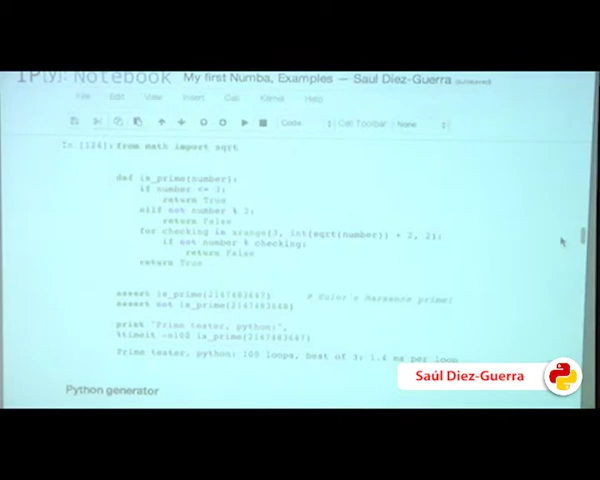 IP[y]: Notebook My first Numba, Examples — Saul Diez-Guerra (autosaved)
File Edit View Insert Cell Kernel Help
Code Cell Toolbar: None
In [124]: from math import sqrt
def is_prime(number):
if number <= 3:
return True
elif not number % 2:
return False
for checking in xrange(3, int(sqrt(number)) + 2, 2):
if not number % checking:
return False
return True
assert is_prime(2147483647) # Euler's Mersenne prime!
assert not is_prime(2147483648)
print "Prime tester, python:",
%timeit -n100 is_prime(2147483647)
Prime tester, python: 100 loops, best of 3: 1.4 ms per loop
Saúl Diez-Guerra
Python generator